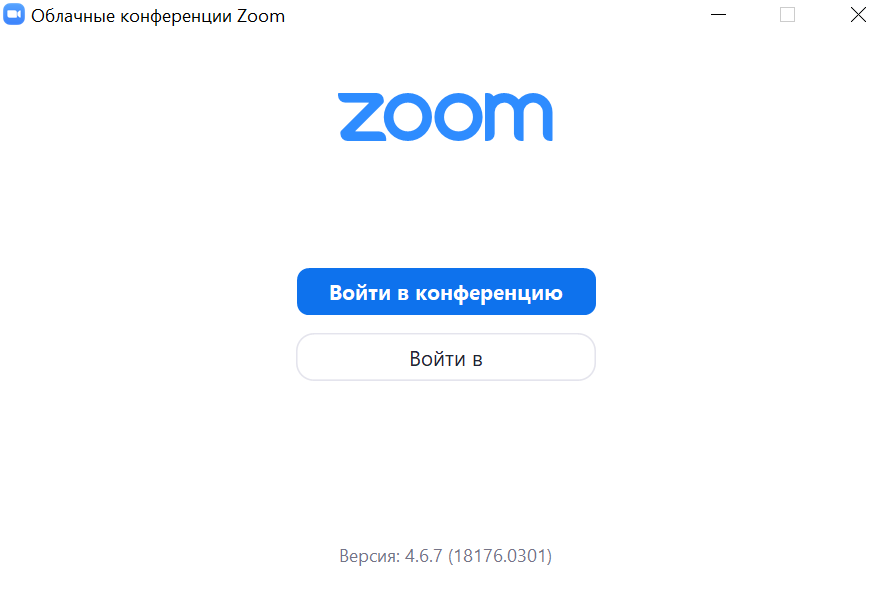 Облачные конференции Zoom
zoom
Войти в конференцию
Войти в
Версия: 4.6.7 (18176.0301)